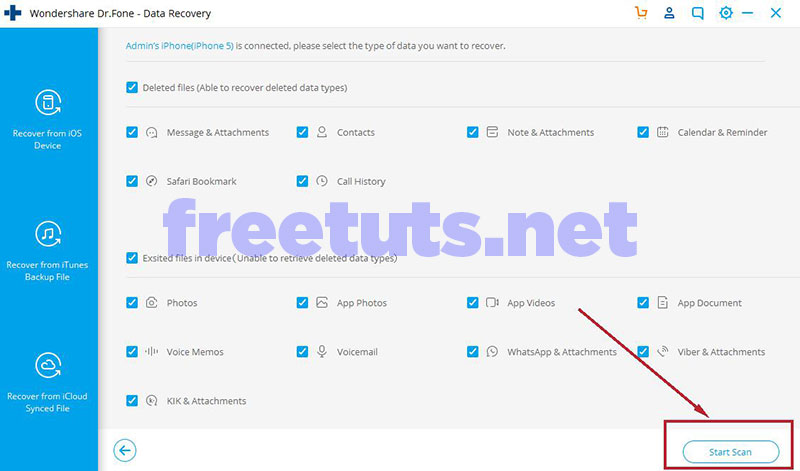 Wondershare Dr.Fone - Data Recovery
Admin's iPhone(iPhone 5) is connected, please select the type of data you want to recover.
Deleted files (Able to recover deleted data types)
Message & Attachments
Contacts
Note & Attachments
Calendar & Reminder
Safari Bookmark
Call History
freetuts.net
Exsited files in device(Unable to retrieve deleted data types)
Photos
App Photos
App Videos
App Document
Voice Memos
Voicemail
WhatsApp & Attachments
Viber & Attachments
KIK & Attachments
Recover from iOS
Device
Recover from iTunes
Backup File
Recover from iCloud
Synced File
Start Scan